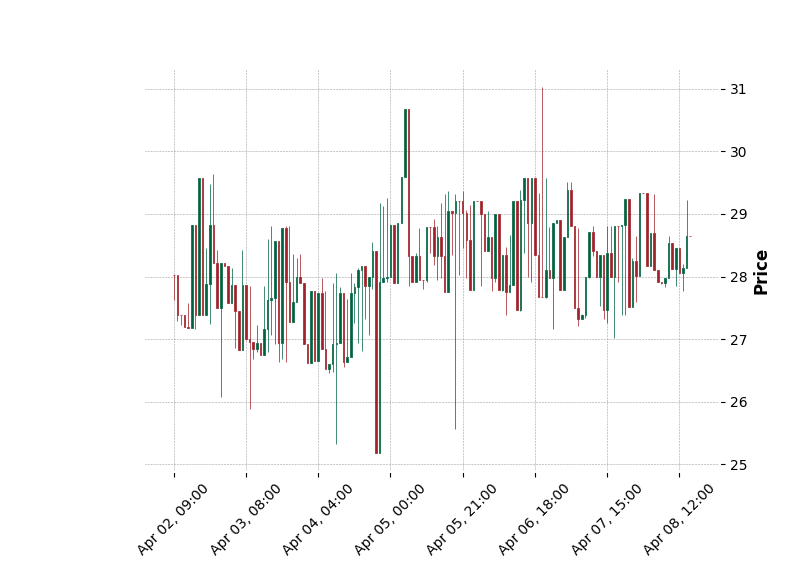 31
30
29
28
27
26
25
Price
Apr 02, 09:00
Apr 03, 08:00
Apr 04, 04:00
Apr 05, 00:00
Apr 05, 21:00
Apr 06, 18:00
Apr 07, 15:00
Apr 08, 12:00